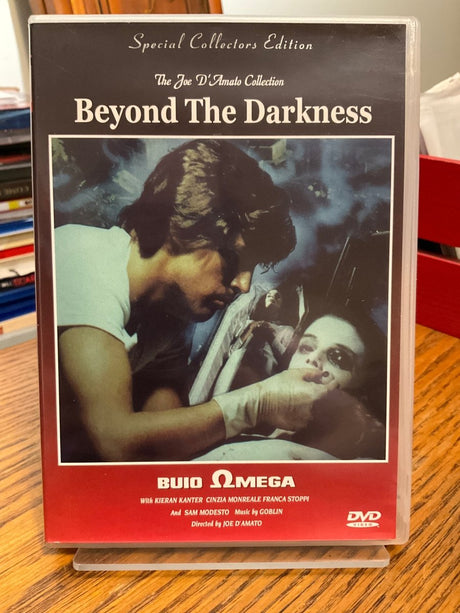 Special Collectors Edition
The Joe D'Amato Collection
Beyond The Darkness
BUIO ΩMEGA
With KIERAN KANTER CINZIA MONREALE FRANCA STOPPI
And SAM MODESTO Music by GOBLIN
Directed by JOE D'AMATO
DVD
VIDEO